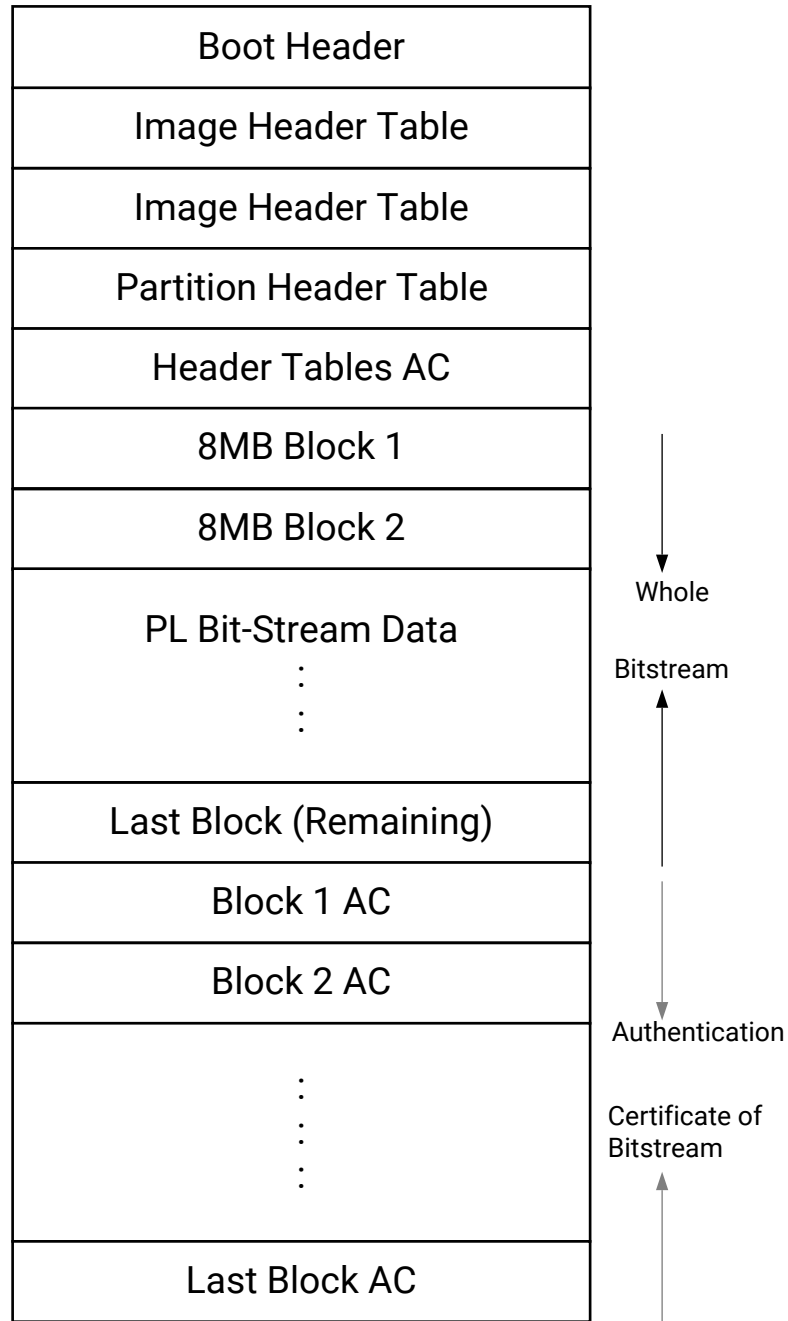 Boot Header
Image Header Table
Image Header Table
Partition Header Table
Header Tables AC
8MB Block 1
8MB Block 2
PL Bit-Stream Data
:
:
Last Block (Remaining)
Block 1 AC
Block 2 AC
:
:
:
Last Block AC
Whole
Bitstream
Authentication
Certificate of
Bitstream